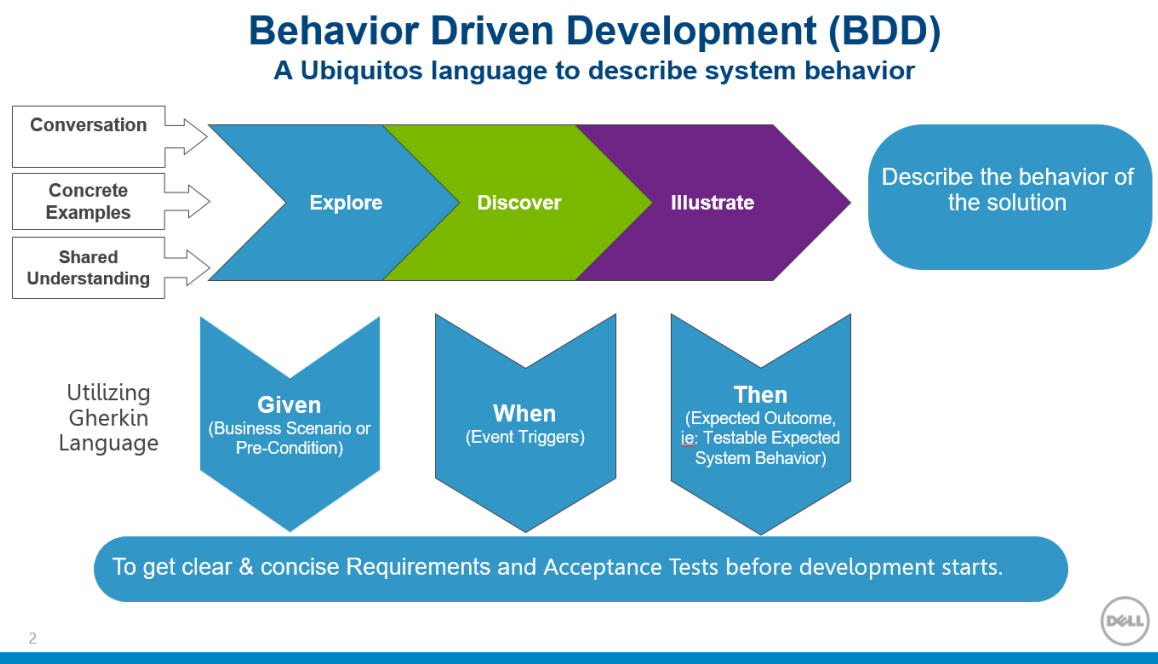 Behavior Driven Development (BDD)
A Ubiquitos language to describe system behavior
Conversation
Concrete
Examples
Shared
Understanding
Explore
Discover
Illustrate
Describe the behavior of
the solution
Utilizing
Gherkin
Language
Given
(Business Scenario or
Pre-Condition)
When
(Event Triggers)
Then
(Expected Outcome,
ie: Testable Expected
System Behavior)
To get clear & concise Requirements and Acceptance Tests before development starts.
2
DELL